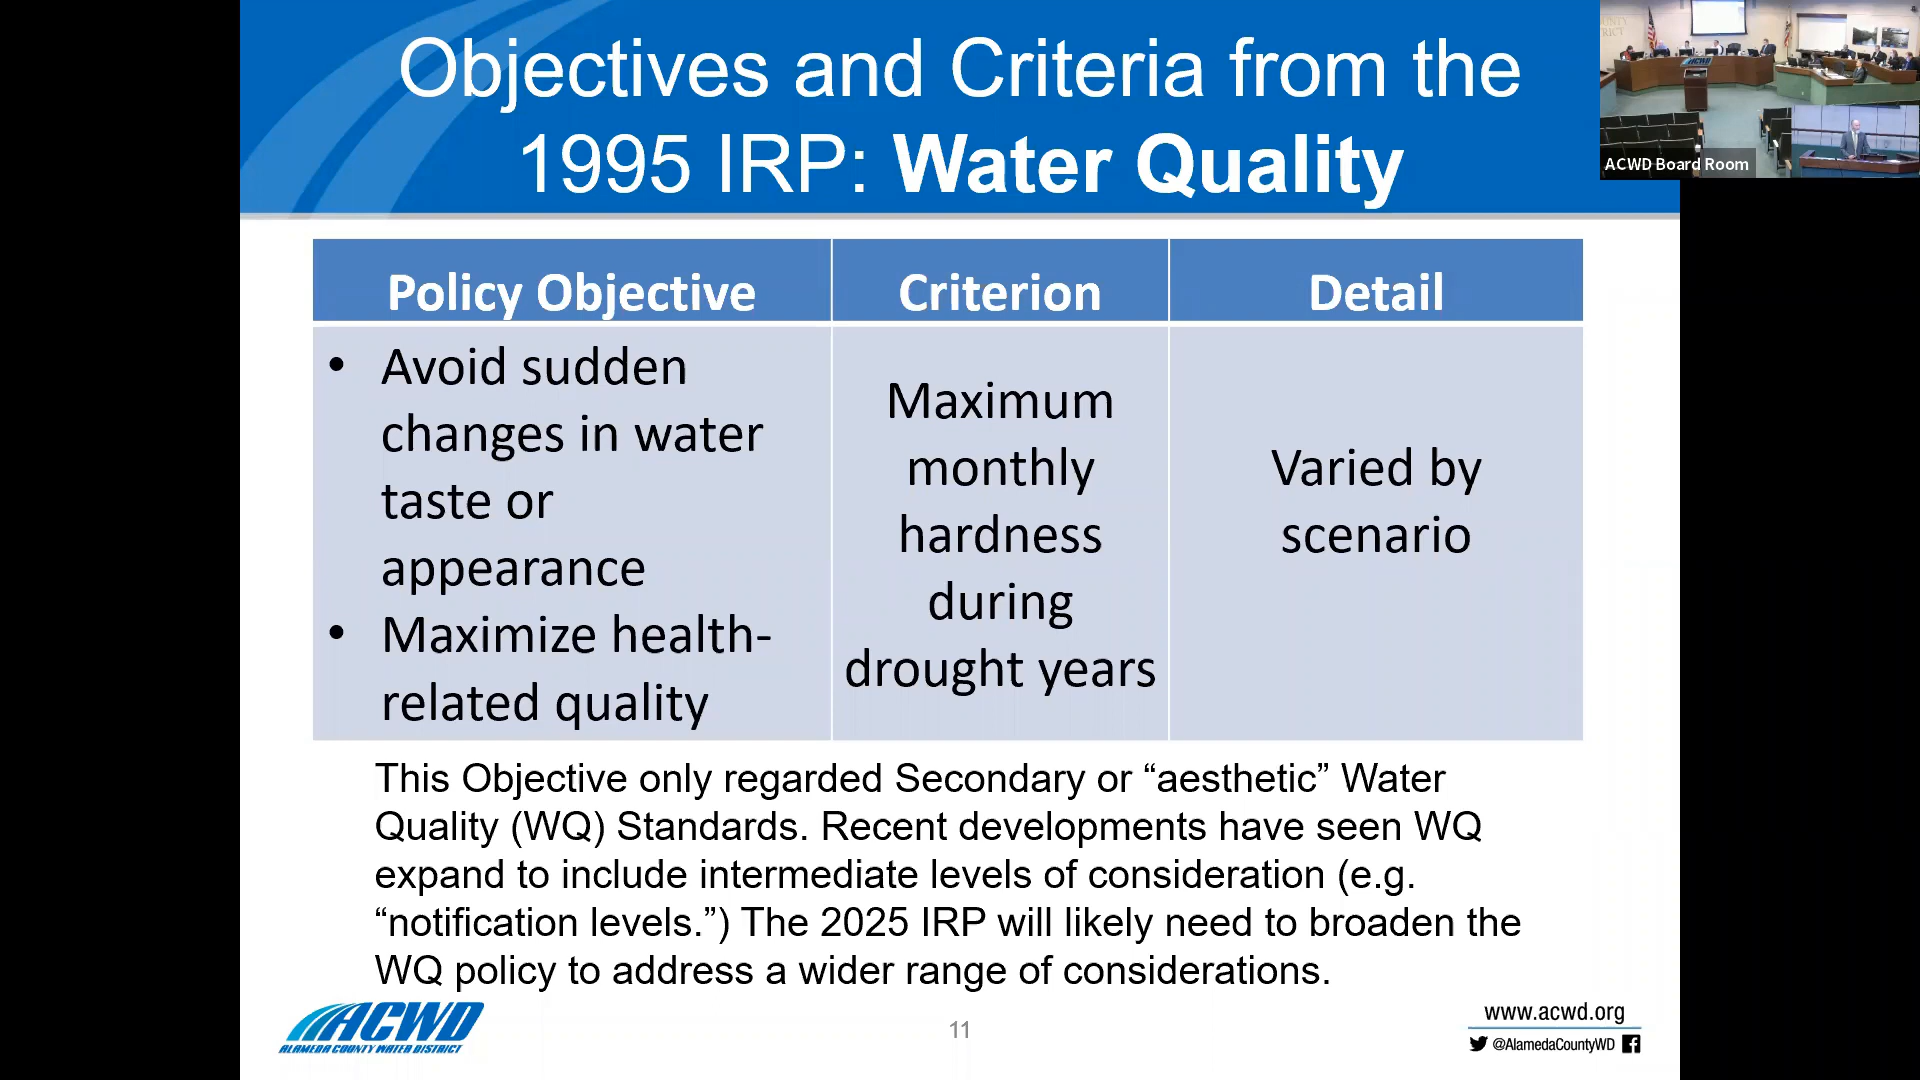 Objectives and Criteria from the
1995 IRP: Water Quality
ACWD Board Room
Policy Objective
Criterion
Detail
• Avoid sudden
changes in water
taste or
appearance
• Maximize health-
related quality
Maximum
monthly
hardness
during
drought years
Varied by
scenario
This Objective only regarded Secondary or “aesthetic” Water
Quality (WQ) Standards. Recent developments have seen WQ
expand to include intermediate levels of consideration (e.g.
“notification levels.”) The 2025 IRP will likely need to broaden the
WQ policy to address a wider range of considerations.
ACWD
ALAMEDA COUNTY WATER DISTRICT
11
www.acwd.org
@AlamedaCountyWD